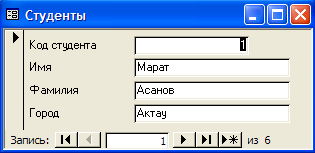 Студенты
Код студента 1
Имя Марат
Фамилия Асанов
Город Актау
Запись: 1 из 6